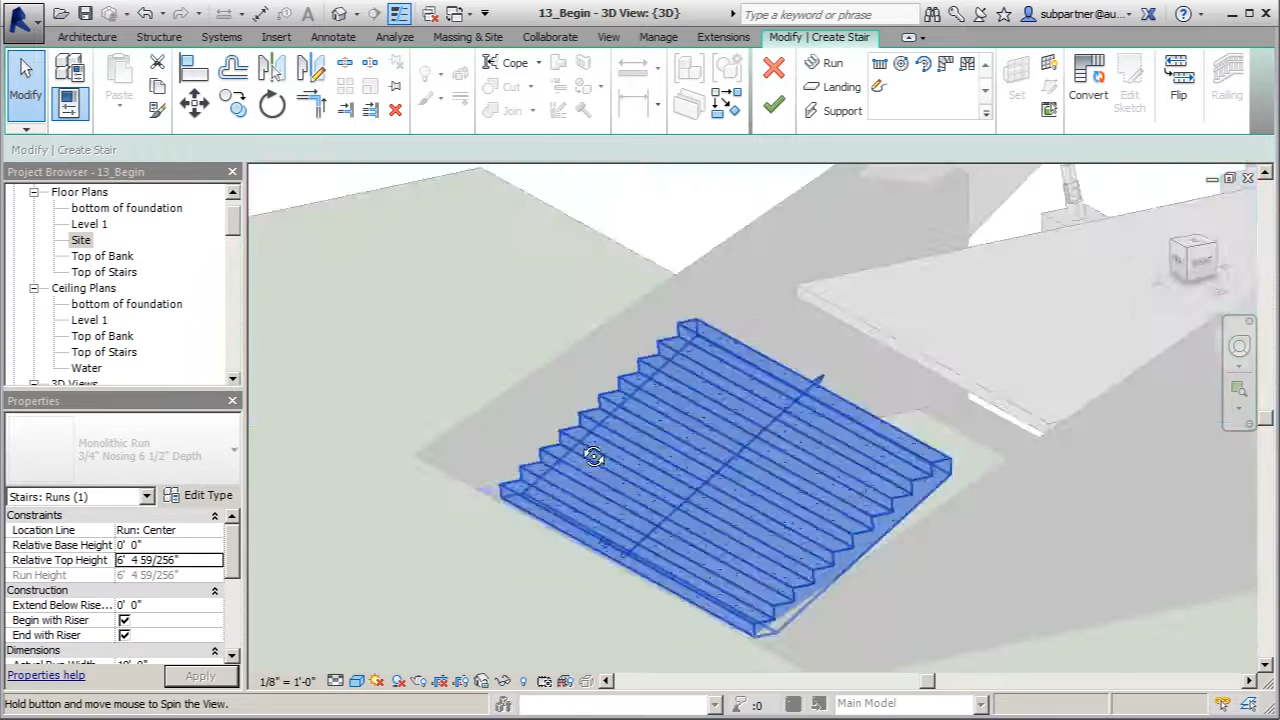 13_Begin - 3D View: {3D}
Type a keyword or phrase
subpartner@au...
Architecture Structure Systems Insert Annotate Analyze Massing & Site Collaborate View Manage Extensions Modify | Create Stair
Modify
Paste
Cope
Cut
Join
Run
Landing
Support
Set
Convert
Edit Sketch
Flip
Railing
Modify | Create Stair
Project Browser - 13_Begin
Floor Plans
bottom of foundation
Level 1
Site
Top of Bank
Top of Stairs
Ceiling Plans
bottom of foundation
Level 1
Top of Bank
Top of Stairs
Water
3D Views
Properties
Monolithic Run
3/4" Nosing 6 1/2" Depth
Stairs: Runs (1) Edit Type
Constraints
Location Line Run: Center
Relative Base Height 0' 0"
Relative Top Height 6' 4 59/256"
Run Height 6' 4 59/256"
Construction
Extend Below Rise... 0' 0"
Begin with Riser
End with Riser
Dimensions
Actual Run Width 10' 0"
Properties help Apply
1/8" = 1'-0"
Hold button and move mouse to Spin the View.
:0
Main Model